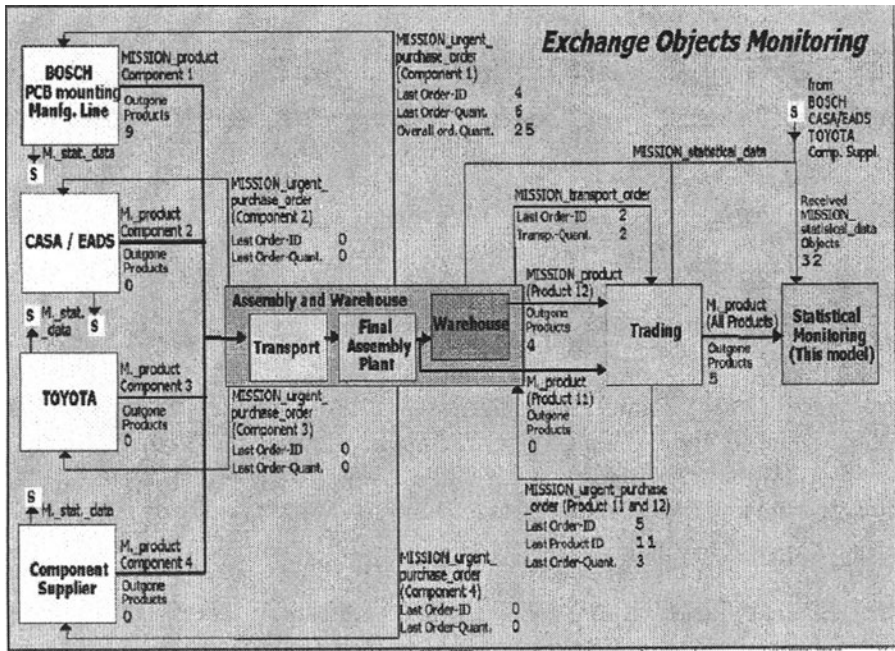 Exchange Objects Monitoring
BOSCH
PCB mounting
Manfg. Line
MISSION_product
Component 1
Outgone
Products
9
M._stat._data
S
MISSION_urgent_
purchase_order
(Component 1)
Last Order-ID 4
Last Order-Quant. 6
Overall ord. Quant. 25
from
BOSCH
CASA/EADS
TOYOTA
Comp. Suppl.
S
MISSION_statistical_data
CASA / EADS
M._product
Component 2
Outgone
Products
0
M._stat.
_data
S
S
MISSION_urgent_
purchase_order
(Component 2)
Last Order-ID 0
Last Order-Quant. 0
MISSION_transport_order
Last Order-ID 2
Transp.-Quant. 2
Received
MISSION_
statisical_data
Objects
32
Assembly and Warehouse
Transport
Final
Assembly
Plant
Warehouse
MISSION_product
(Product 12)
Outgone
Products
4
M._product
(Product 11)
Outgone
Products
0
Trading
M._product
(All Products)
Outgone
Products
5
Statistical
Monitoring
(This model)
TOYOTA
M._product
Component 3
Outgone
Products
0
MISSION_urgent_
purchase_order
(Component 3)
Last Order-ID 0
Last Order-Quant. 0
MISSION_urgent_purchase
_order (Product 11 and 12)
Last Order-ID 5
Last Product ID 11
Last Order-Quant. 3
S
M._stat._data
Component
Supplier
M._product
Component 4
Outgone
Products
0
MISSION_urgent_
purchase_order
(Component 4)
Last Order-ID 0
Last Order-Quant. 0